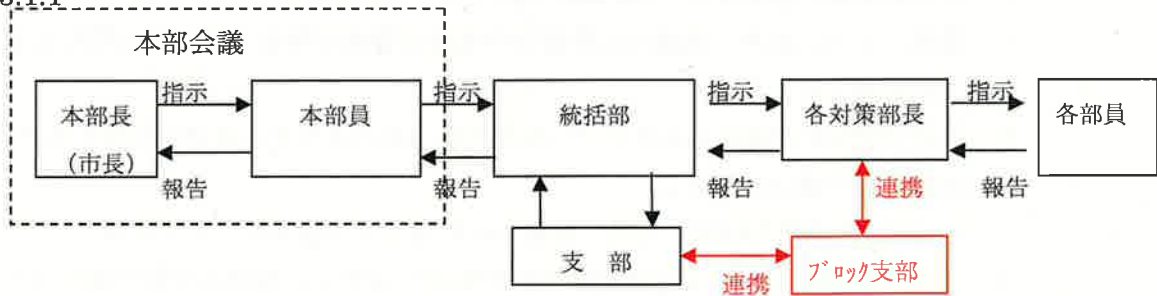 本部会議
指示
指示
指示
指示
本部長
(市長)
本部員
統括部
各対策部長
各部員
報告
報告
報告
連携
報告
支 部
連携
ブロック支部